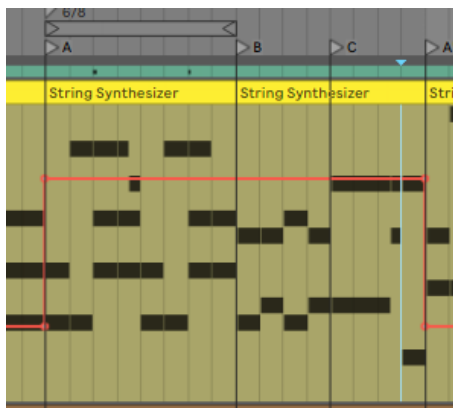 6/8
A
B
C
A
String Synthesizer
String Synthesizer
Stri